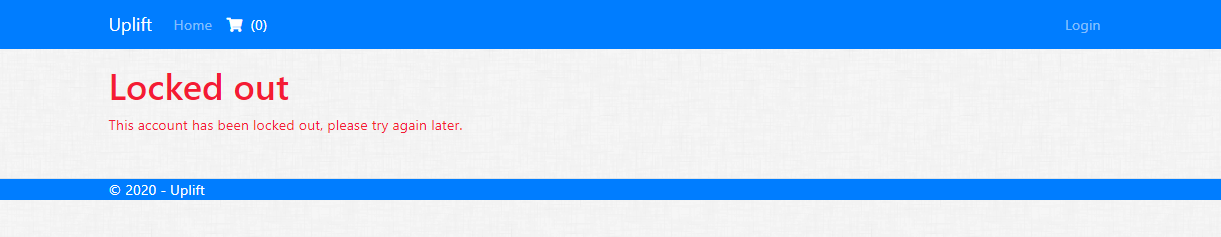 Uplift Home (0) Login
Locked out
This account has been locked out, please try again later.
© 2020 - Uplift